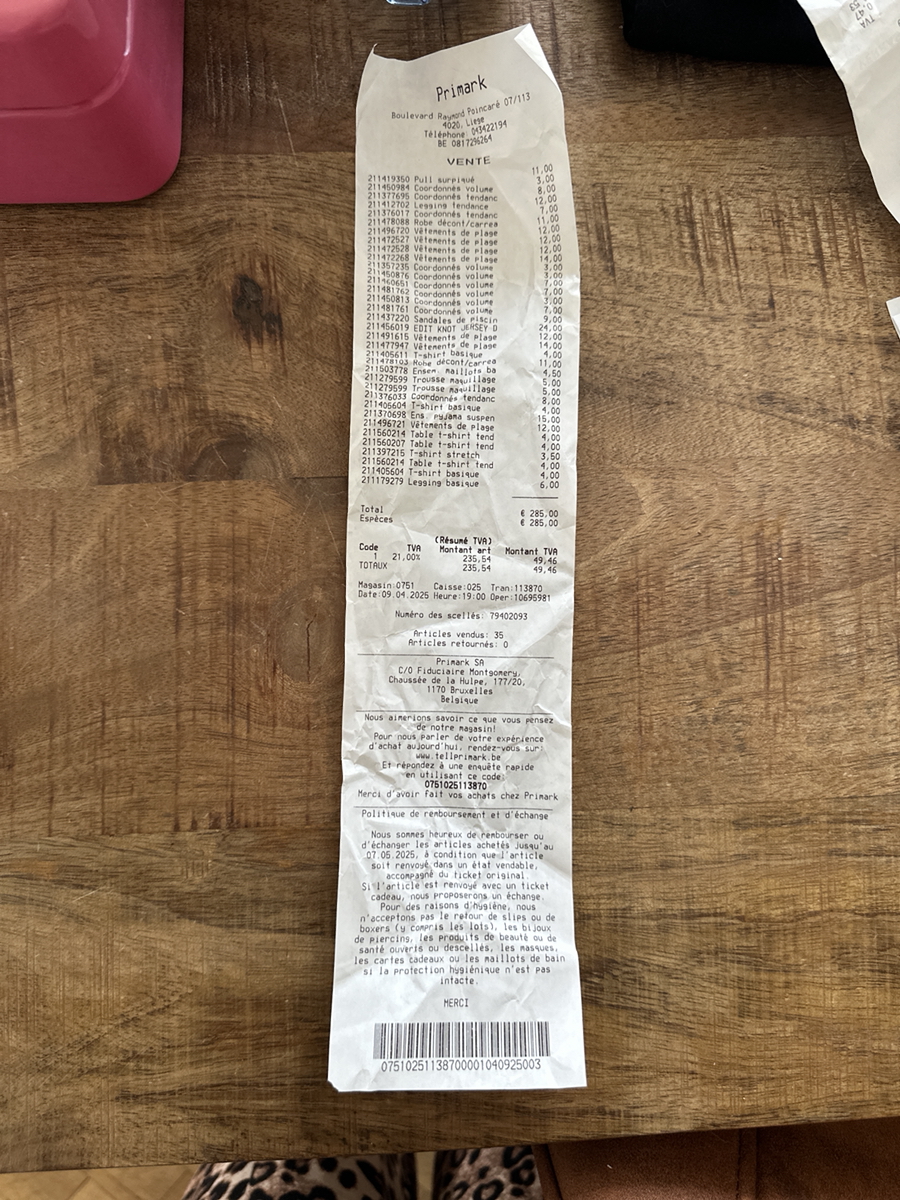 Primark
Boulevard Raymond Poincaré 07/113
4020, Liege
Téléphone 043422194
BE 0817296264
VENTE
211419350 Pull surpiqué 11,00
211450984 Coordonnés volume 3,00
211377695 Coordonnés tendanc 8,00
211412702 Legging tendance 12,00
211376017 Coordonnés tendanc 7,00
211478088 Robe décont/carrea 11,00
211496720 Vêtements de plage 12,00
211472527 Vêtements de plage 12,00
211472528 Vêtements de plage 12,00
211472268 Vêtements de plage 14,00
211357235 Coordonnés volume 3,00
211450876 Coordonnés volume 3,00
211460651 Coordonnés volume 7,00
211481762 Coordonnés volume 7,00
211450813 Coordonnés volume 3,00
211481761 Coordonnés volume 7,00
211437220 Sandales de piscin 9,00
211456019 EDIT KNOT JERSEY D 24,00
211491615 Vêtements de plage 12,00
211477947 Vêtements de plage 14,00
211405611 T-shirt basique 4,00
211478103 Robe décont/carrea 11,00
211503778 Ensem. maillots ba 4,50
211279599 Trousse maquillage 5,00
211279599 Trousse maquillage 5,00
211376033 Coordonnés tendanc 8,00
211405604 T-shirt basique 4,00
211370698 Ens. pyjama suspen 15,00
211496721 Vêtements de plage 12,00
211560214 Table t-shirt tend 4,00
211560207 Table t-shirt tend 4,00
211397215 T-shirt stretch 3,50
211560214 Table t-shirt tend 4,00
211405604 T-shirt basique 4,00
211179279 Legging basique 6,00
Total € 285,00
Espèces € 285,00
(Résumé TVA)
Code TVA Montant art Montant TVA
1 21,00% 235,54 49,46
TOTAUX 235,54 49,46
Magasin:0751 Caisse:025 Tran:113870
Date:09.04.2025 Heure:19:00 Oper:10695981
Numéro des scellés: 79402093
Articles vendus: 35
Articles retournés: 0
Primark SA
C/O Fiduciaire Montgomery,
Chaussée de la Hulpe, 177/20,
1170 Bruxelles
Belgique
Nous aimerions savoir ce que vous pensez
de notre magasin!
Pour nous parler de votre expérience
d'achat aujourd'hui, rendez-vous sur:
www.tellprimark.be
Et répondez à une enquête rapide
en utilisant ce code:
0751025113870
Merci d'avoir fait vos achats chez Primark
Politique de remboursement et d'échange
Nous sommes heureux de rembourser ou
d'échanger les articles achetés jusqu'au
07.05.2025, à condition que l'article
soit renvoyé dans un état vendable,
accompagné du ticket original.
Si l'article est renvoyé avec un ticket
cadeau, nous proposerons un échange.
Pour des raisons d'hygiène, nous
n'acceptons pas le retour de slips ou de
boxers (y compris les lots), les bijoux
de piercing, les produits de beauté ou de
santé ouverts ou descellés, les masques,
les cartes cadeaux ou les maillots de bain
si la protection hygiénique n'est pas
intacte.
MERCI
07510251138700001040925003
TVA
0,47